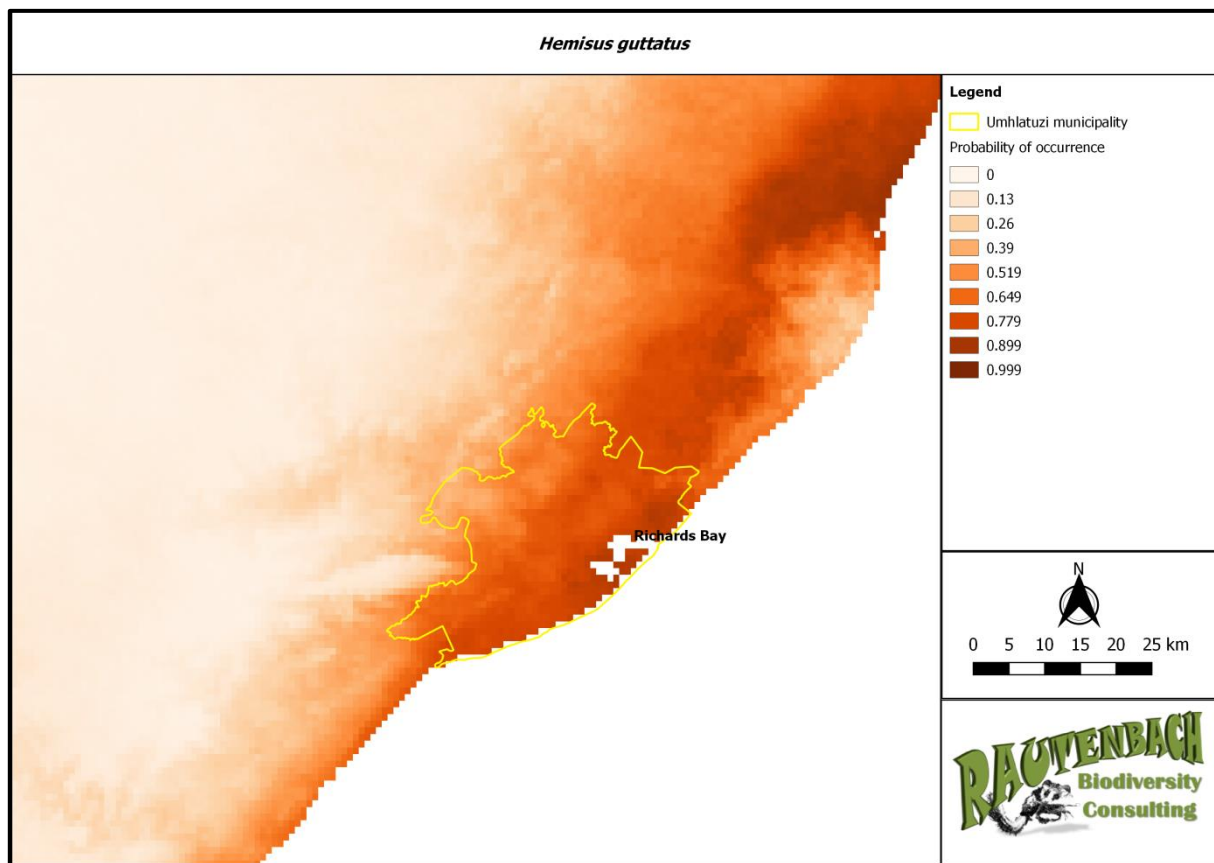 Hemisus guttatus
Legend
Umhlatuzi municipality
Probability of occurrence
0
0.13
0.26
0.39
0.519
0.649
0.779
0.899
0.999
Richards Bay
N
0 5 10 15 20 25 km
RAUTENBACH
Biodiversity
Consulting